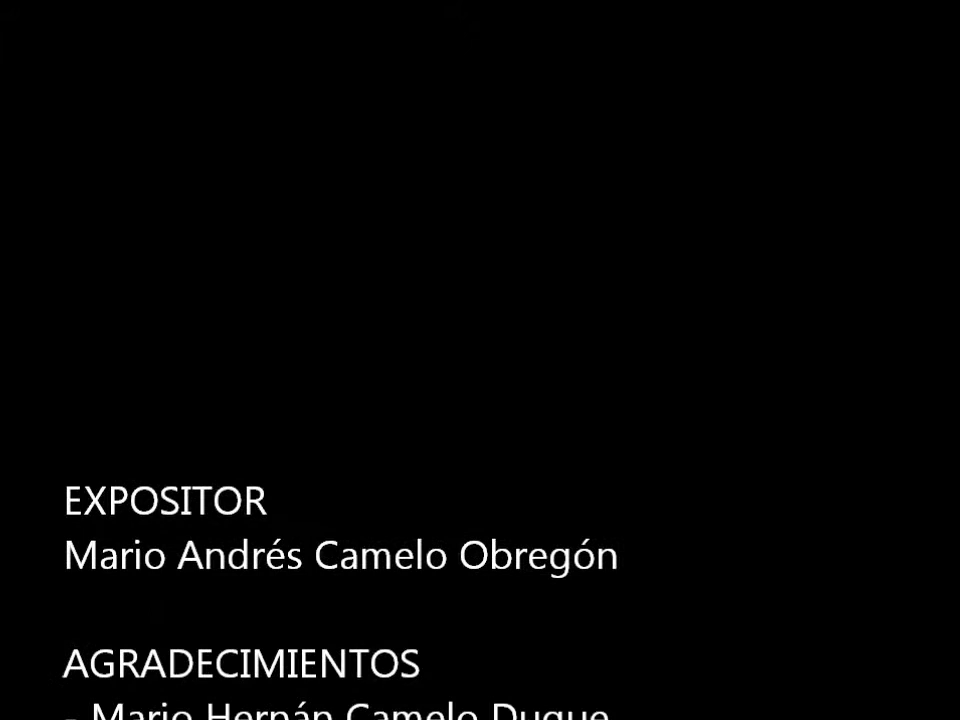 EXPOSITOR
Mario Andrés Camelo Obregón
AGRADECIMIENTOS
- Mario Hernán Camelo Duque